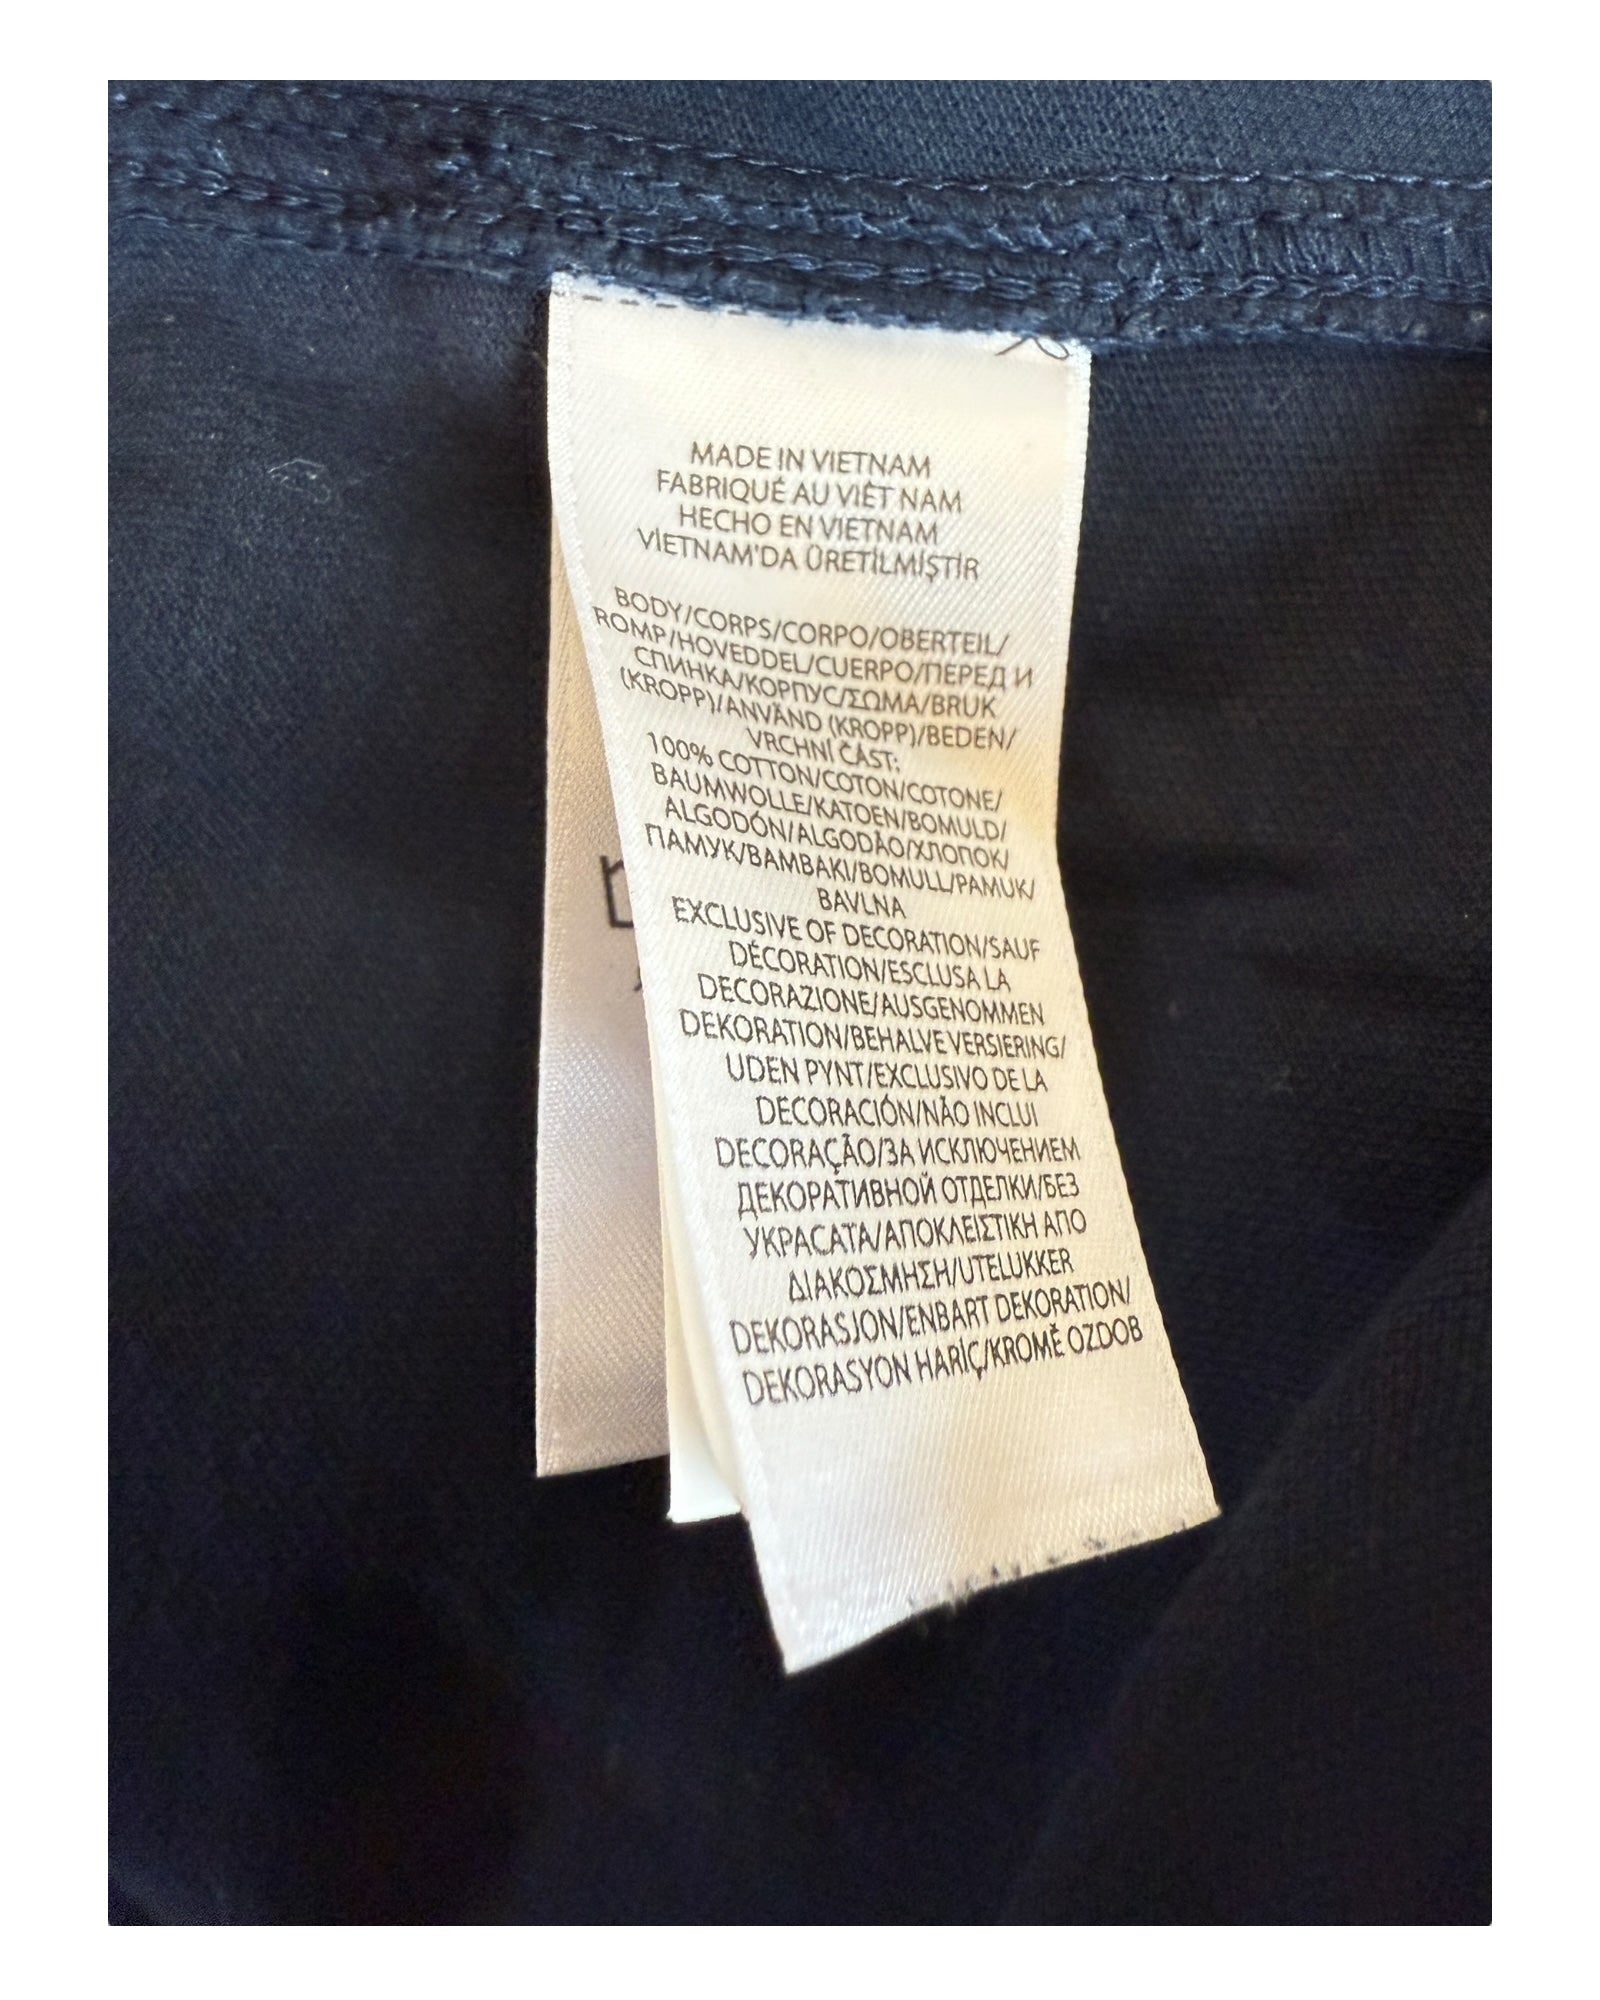 MADE IN VIETNAM
FABRIQUÉ AU VIÊT NAM
HECHO EN VIETNAM
VİETNAM'DA ÜRETİLMİŞTİR
BODY/CORPS/CORPO/OBERTEIL/
ROMP/HOVEDDEL/CUERPO/ПЕРЕД И
СПИНКА/КОРПУС/ΣΩΜΑ/BRUK
(KROPP)/ANVÄND (KROPP)/BEDEN/
VRCHNÍ ČÁST:
100% COTTON/COTON/COTONE/
BAUMWOLLE/KATOEN/BOMULD/
ALGODÓN/ALGODÃO/ХЛОПОК/
ПАМУК/BAMBAKI/BOMULL/PAMUK/
BAVLNA
EXCLUSIVE OF DECORATION/SAUF
DÉCORATION/ESCLUSA LA
DECORAZIONE/AUSGENOMMEN
DEKORATION/BEHALVE VERSIERING/
UDEN PYNT/EXCLUSIVO DE LA
DECORACIÓN/NÃO INCLUI
DECORAÇÃO/ЗА ИСКЛЮЧЕНИЕМ
ДЕКОРАТИВНОЙ ОТДЕЛКИ/БЕЗ
УКРАСАТА/ΑΠΟΚΛΕΙΣΤΙΚΗ ΑΠΟ
ΔΙΑΚΟΣΜΗΣΗ/UTELUKKER
DEKORASJON/ENBART DEKORATION/
DEKORASYON HARİÇ/KROMĚ OZDOB